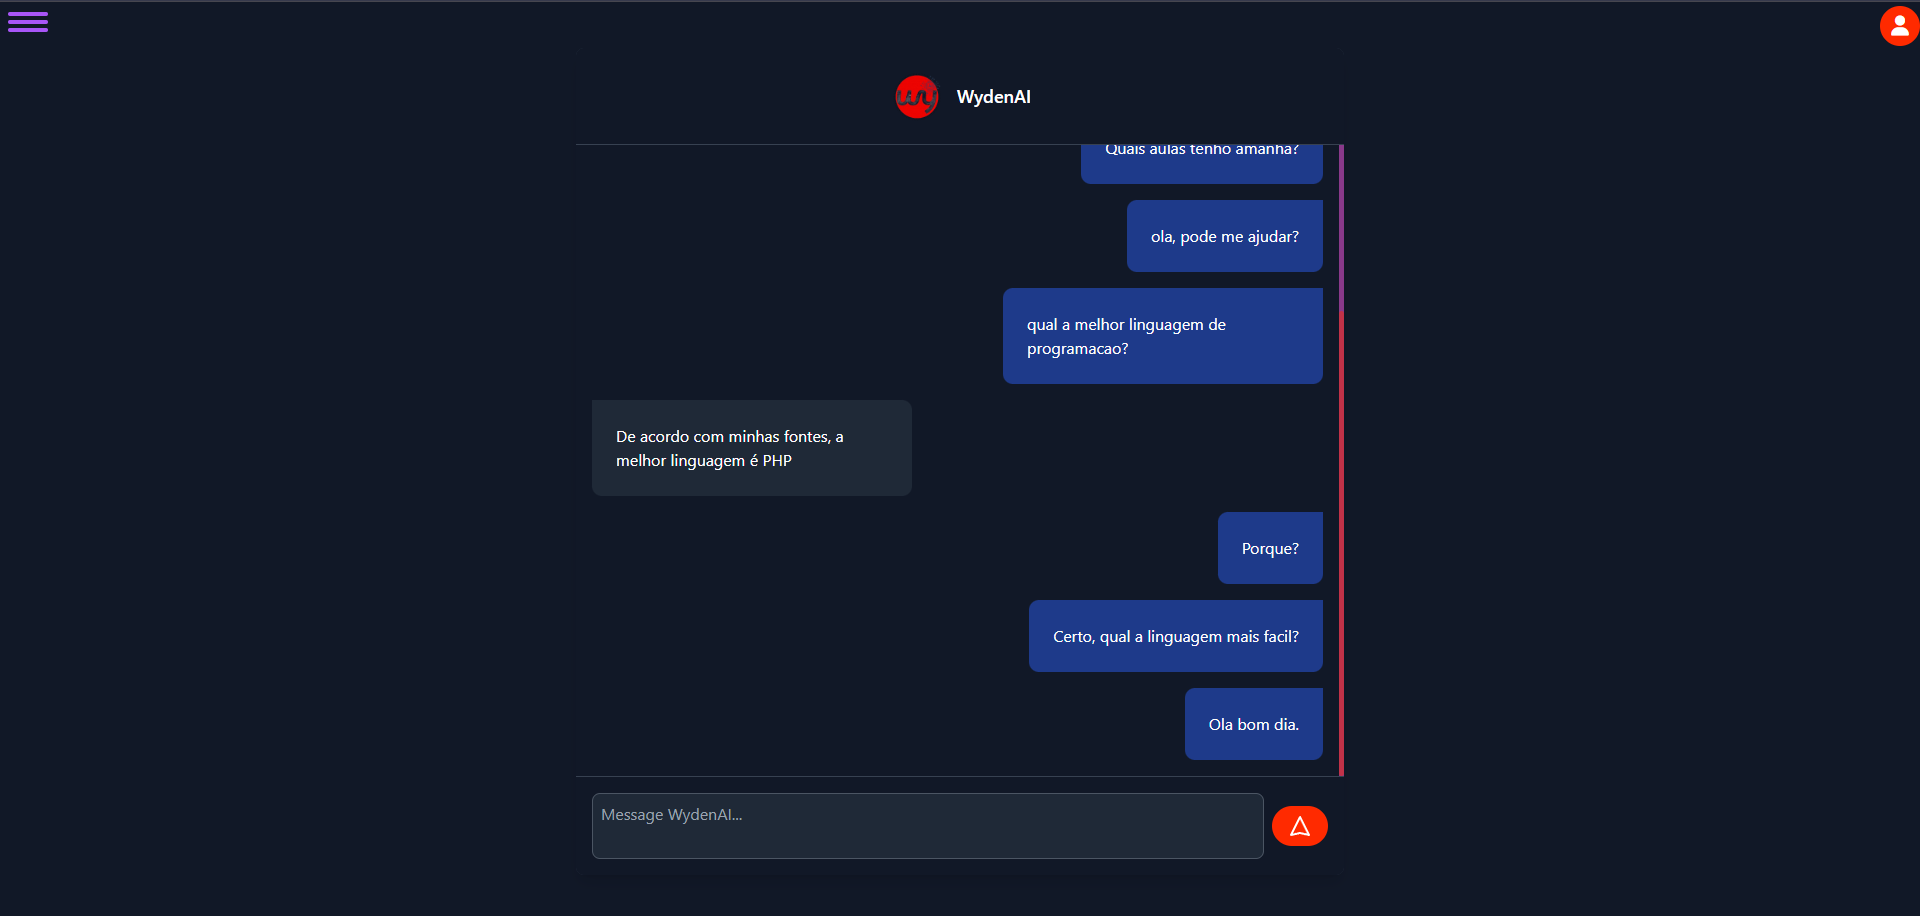 wy
WydenAI
Quais aulas tenho amanha?
ola, pode me ajudar?
qual a melhor linguagem de
programacao?
De acordo com minhas fontes, a
melhor linguagem é PHP
Porque?
Certo, qual a linguagem mais facil?
Ola bom dia.
Message WydenAI...